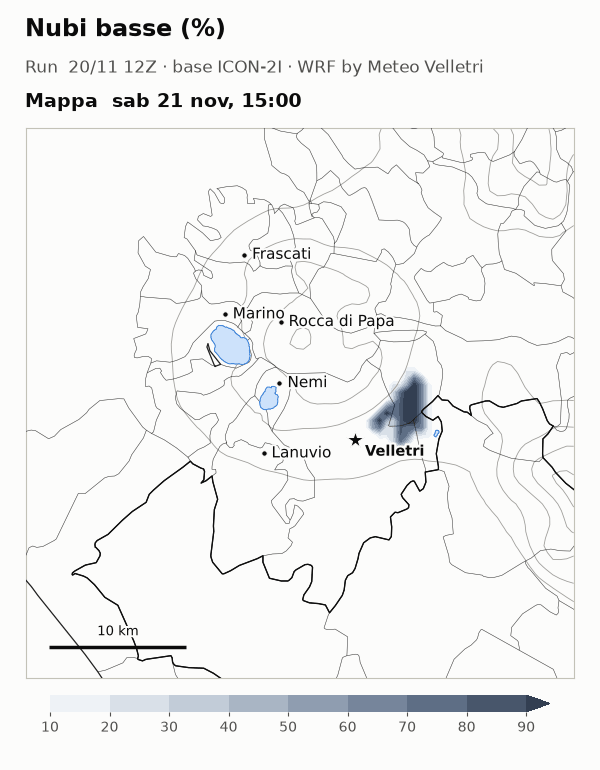 Nubi basse (%)
Run  20/11 12Z · base ICON-2I · WRF by Meteo Velletri
Mappa  sab 21 nov, 15:00
Frascati
Marino
Rocca di Papa
Nemi
Velletri
Lanuvio
10 km
10 20 30 40 50 60 70 80 90